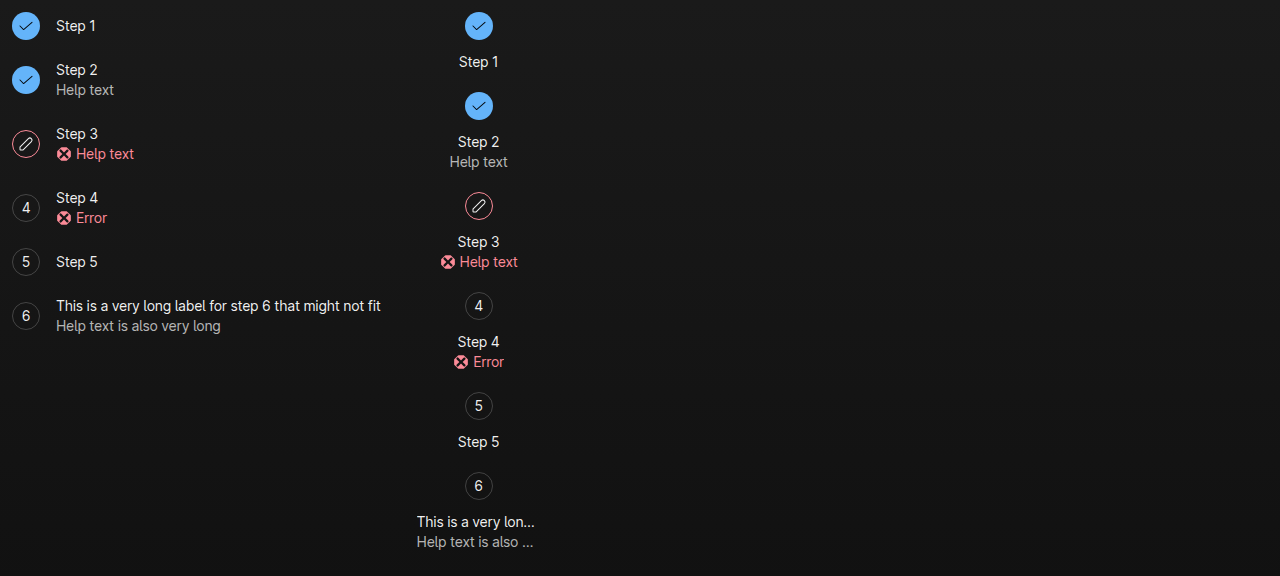 Step 1
Step 2
Help text
Step 3
Help text
4
Step 4
Error
5
Step 5
6
This is a very long label for step 6 that might not fit
Help text is also very long
Step 1
Step 2
Help text
Step 3
Help text
4
Step 4
Error
5
Step 5
6
This is a very lon...
Help text is also ...